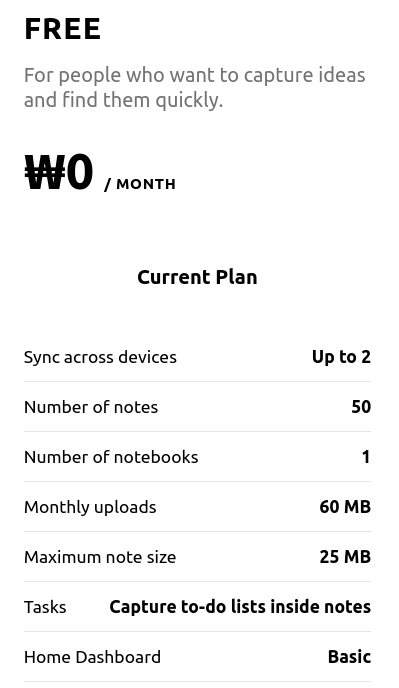 FREE
For people who want to capture ideas
and find them quickly.
₩0 / MONTH
Current Plan
Sync across devices Up to 2
Number of notes 50
Number of notebooks 1
Monthly uploads 60 MB
Maximum note size 25 MB
Tasks Capture to-do lists inside notes
Home Dashboard Basic